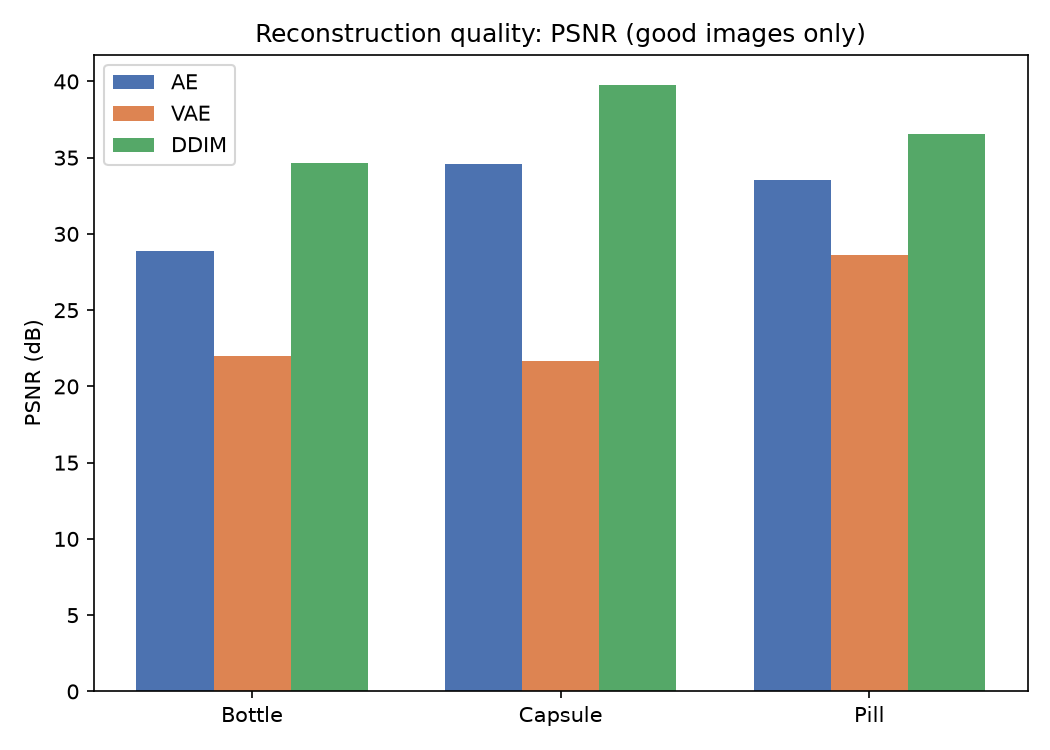 Reconstruction quality: PSNR (good images only)
AE
VAE
DDIM
PSNR (dB)
40
35
30
25
20
15
10
5
0
Bottle
Capsule
Pill